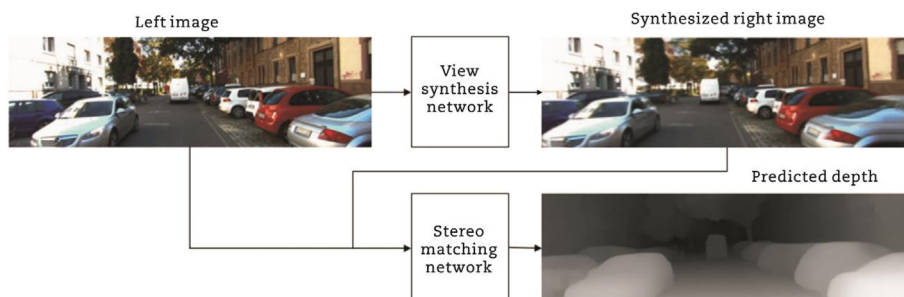 Left image
Synthesized right image
View
synthesis
network
Predicted depth
Stereo
matching
network